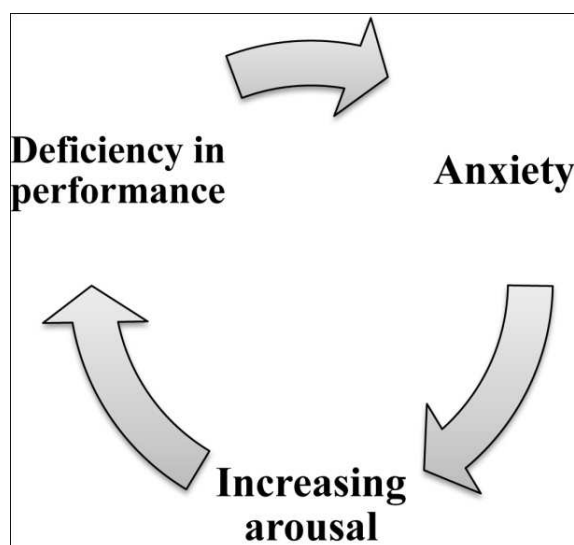 Deficiency in
performance
Anxiety
Increasing
arousal